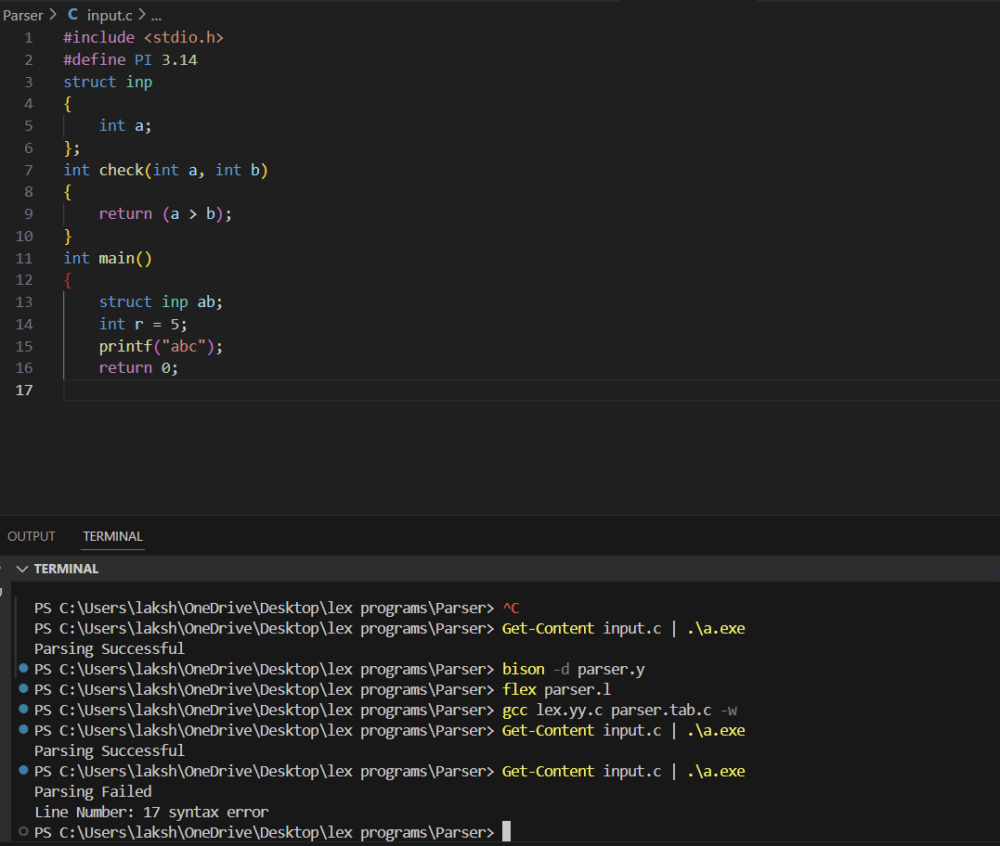 Parser > C input.c > ...
1 #include <stdio.h>
2 #define PI 3.14
3 struct inp
4 {
5     int a;
6 };
7 int check(int a, int b)
8 {
9     return (a > b);
10 }
11 int main()
12 {
13     struct inp ab;
14     int r = 5;
15     printf("abc");
16     return 0;
17
OUTPUT TERMINAL
TERMINAL
PS C:\Users\laksh\OneDrive\Desktop\lex programs\Parser> ^C
PS C:\Users\laksh\OneDrive\Desktop\lex programs\Parser> Get-Content input.c | .\a.exe
Parsing Successful
PS C:\Users\laksh\OneDrive\Desktop\lex programs\Parser> bison -d parser.y
PS C:\Users\laksh\OneDrive\Desktop\lex programs\Parser> flex parser.l
PS C:\Users\laksh\OneDrive\Desktop\lex programs\Parser> gcc lex.yy.c parser.tab.c -w
PS C:\Users\laksh\OneDrive\Desktop\lex programs\Parser> Get-Content input.c | .\a.exe
Parsing Successful
PS C:\Users\laksh\OneDrive\Desktop\lex programs\Parser> Get-Content input.c | .\a.exe
Parsing Failed
Line Number: 17 syntax error
PS C:\Users\laksh\OneDrive\Desktop\lex programs\Parser>